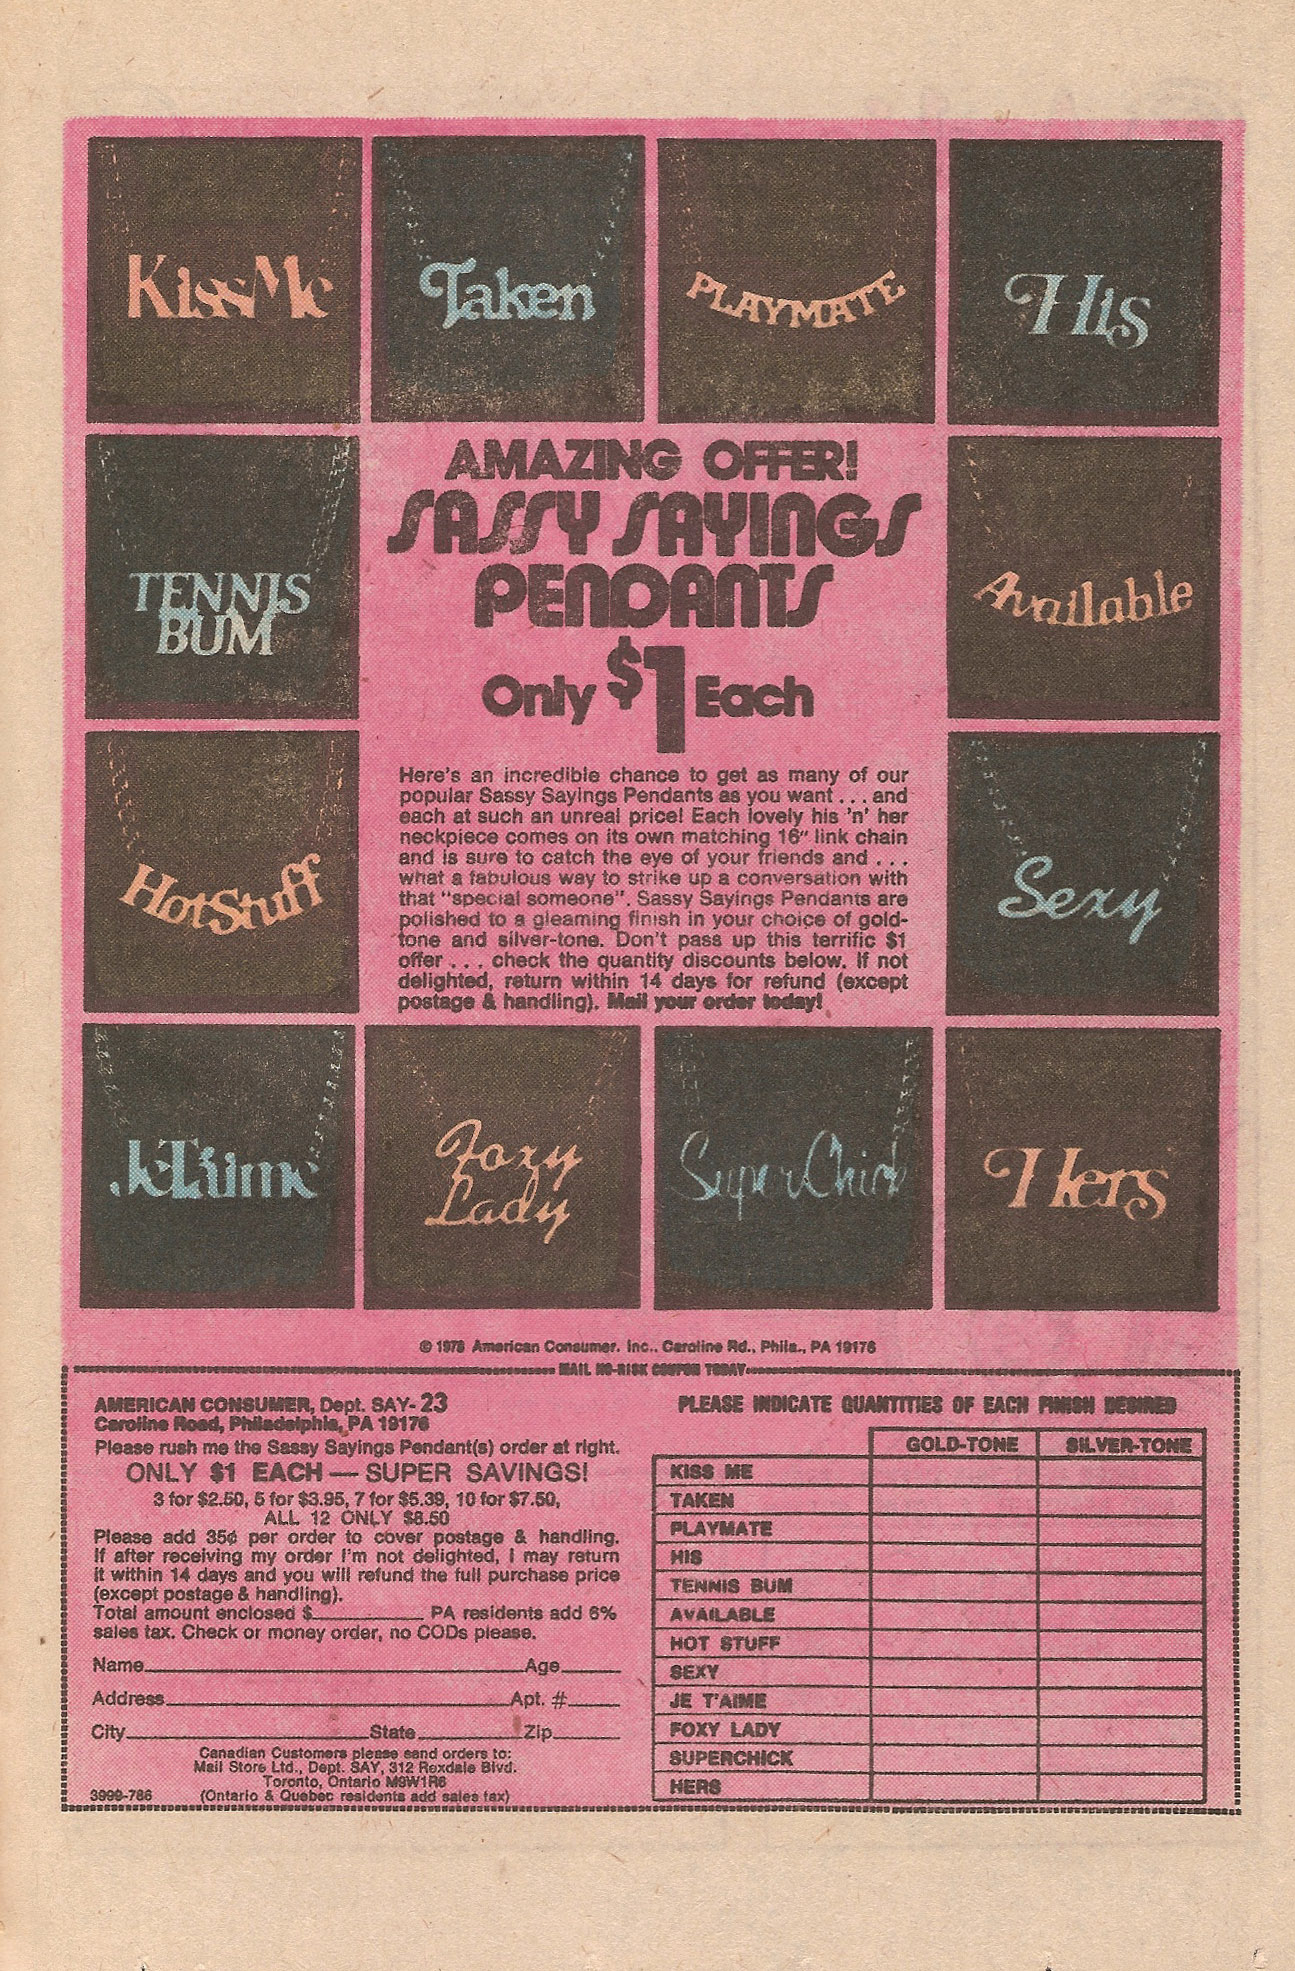 KissMe
Taken
PLAYMATE
His
TENNIS
BUM
AMAZING OFFER!
SASSY SAYINGS
PENDANTS
Only $1 Each
Available
HotStuff
Here's an incredible chance to get as many of our
popular Sassy Sayings Pendants as you want . . . and
each at such an unreal price! Each lovely his 'n' her
neckpiece comes on its own matching 16" link chain
and is sure to catch the eye of your friends and . . .
what a fabulous way to strike up a conversation with
that "special someone". Sassy Sayings Pendants are
polished to a gleaming finish in your choice of gold-
tone and silver-tone. Don't pass up this terrific $1
offer . . . check the quantity discounts below. If not
delighted, return within 14 days for refund (except
postage & handling). Mail your order today!
Sexy
JeT'aime
Foxy
Lady
SuperChick
Hers
© 1978 American Consumer, Inc., Caroline Rd., Phila., PA 19176
MAIL NO-RISK COUPON TODAY
AMERICAN CONSUMER, Dept. SAY-23
Caroline Road, Philadelphia, PA 19176
Please rush me the Sassy Sayings Pendant(s) order at right.
ONLY $1 EACH — SUPER SAVINGS!
3 for $2.50, 5 for $3.95, 7 for $5.39, 10 for $7.50,
ALL 12 ONLY $8.50
Please add 35¢ per order to cover postage & handling.
If after receiving my order I'm not delighted, I may return
it within 14 days and you will refund the full purchase price
(except postage & handling).
Total amount enclosed $ PA residents add 6%
sales tax. Check or money order, no CODs please.
Name Age
Address Apt. #
City State Zip
Canadian Customers please send orders to:
Mail Store Ltd., Dept. SAY, 312 Rexdale Blvd.
Toronto, Ontario M9W1R6
3999-786 (Ontario & Quebec residents add sales tax)
PLEASE INDICATE QUANTITIES OF EACH FINISH DESIRED
GOLD-TONE SILVER-TONE
KISS ME
TAKEN
PLAYMATE
HIS
TENNIS BUM
AVAILABLE
HOT STUFF
SEXY
JE T'AIME
FOXY LADY
SUPERCHICK
HERS